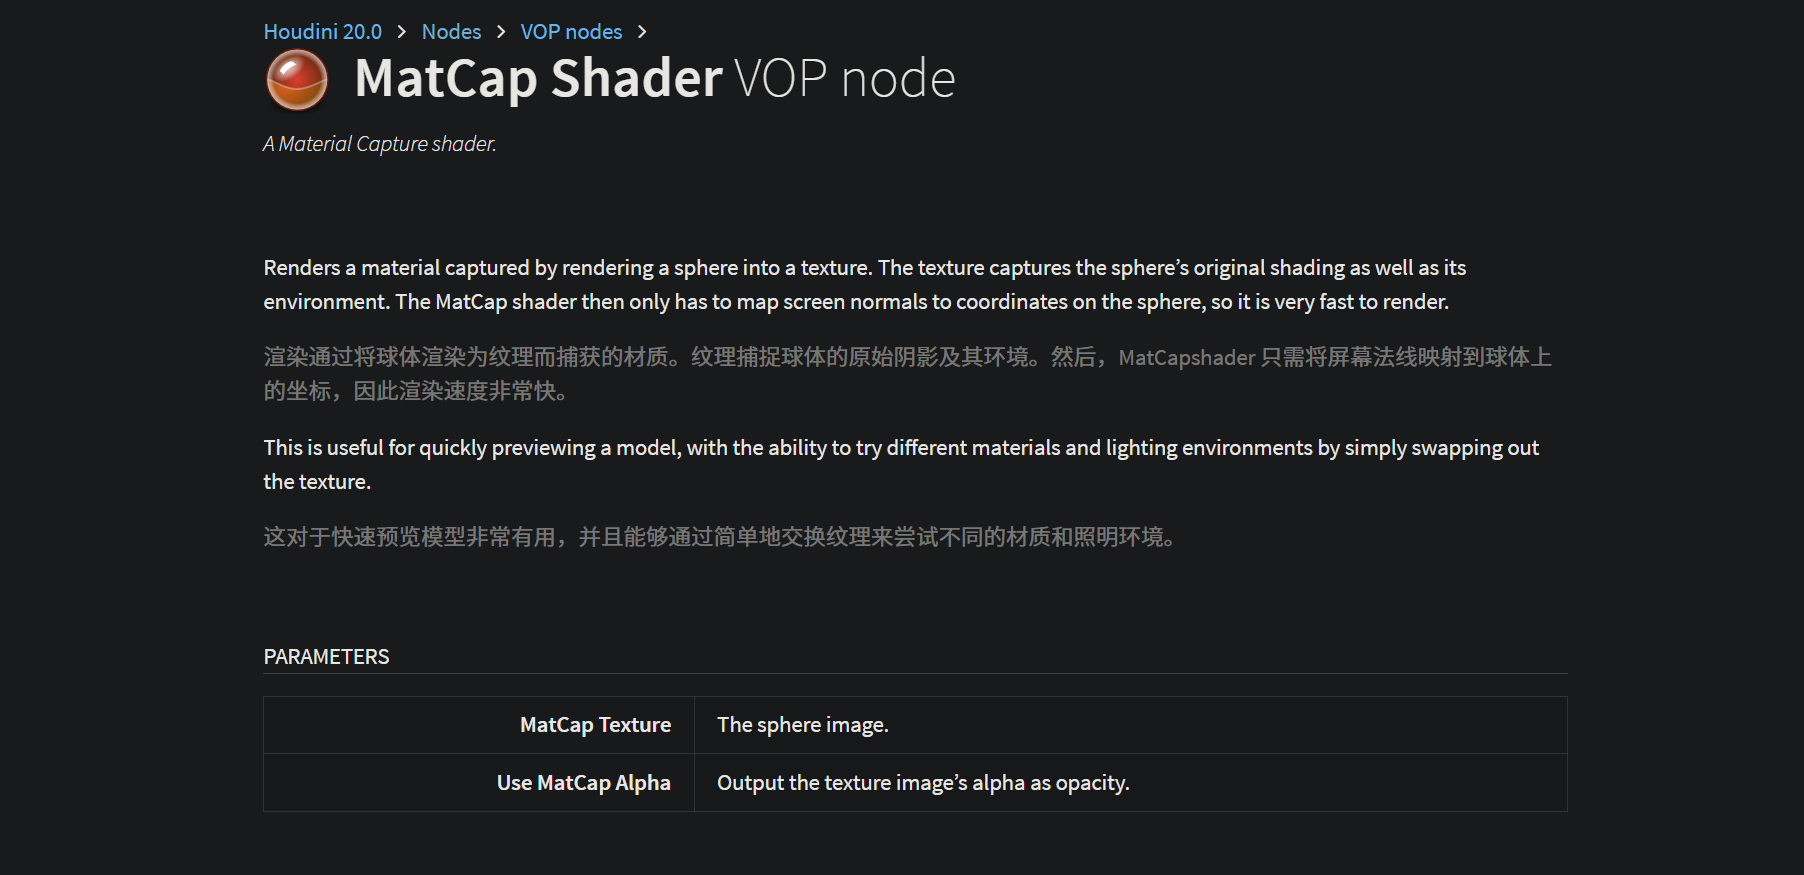 Houdini 20.0 > Nodes > VOP nodes >
MatCap Shader VOP node
A Material Capture shader.
Renders a material captured by rendering a sphere into a texture. The texture captures the sphere’s original shading as well as its
environment. The MatCap shader then only has to map screen normals to coordinates on the sphere, so it is very fast to render.
渲染通过将球体渲染为纹理而捕获的材质。纹理捕捉球体的原始阴影及其环境。然后，MatCapshader 只需将屏幕法线映射到球体上
的坐标，因此渲染速度非常快。
This is useful for quickly previewing a model, with the ability to try different materials and lighting environments by simply swapping out
the texture.
这对于快速预览模型非常有用，并且能够通过简单地交换纹理来尝试不同的材质和照明环境。
PARAMETERS
MatCap Texture The sphere image.
Use MatCap Alpha Output the texture image’s alpha as opacity.